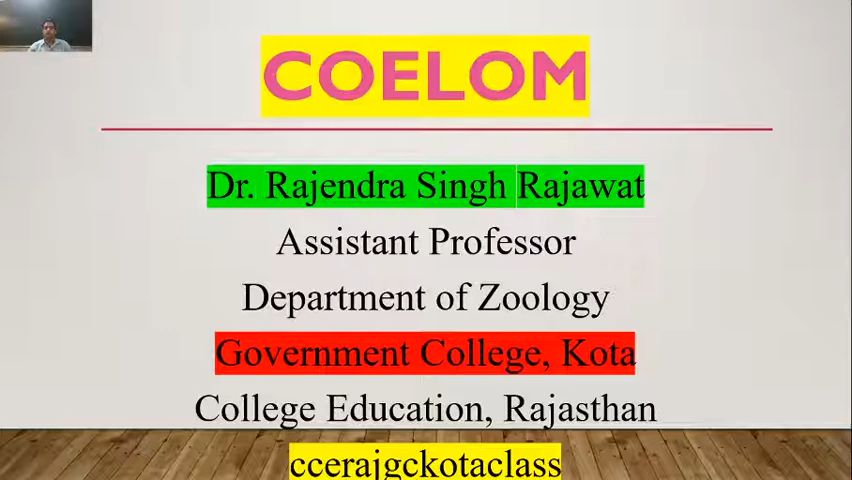 COELOM
Dr. Rajendra Singh Rajawat
Assistant Professor
Department of Zoology
Government College, Kota
College Education, Rajasthan
ccerajgckotaclass